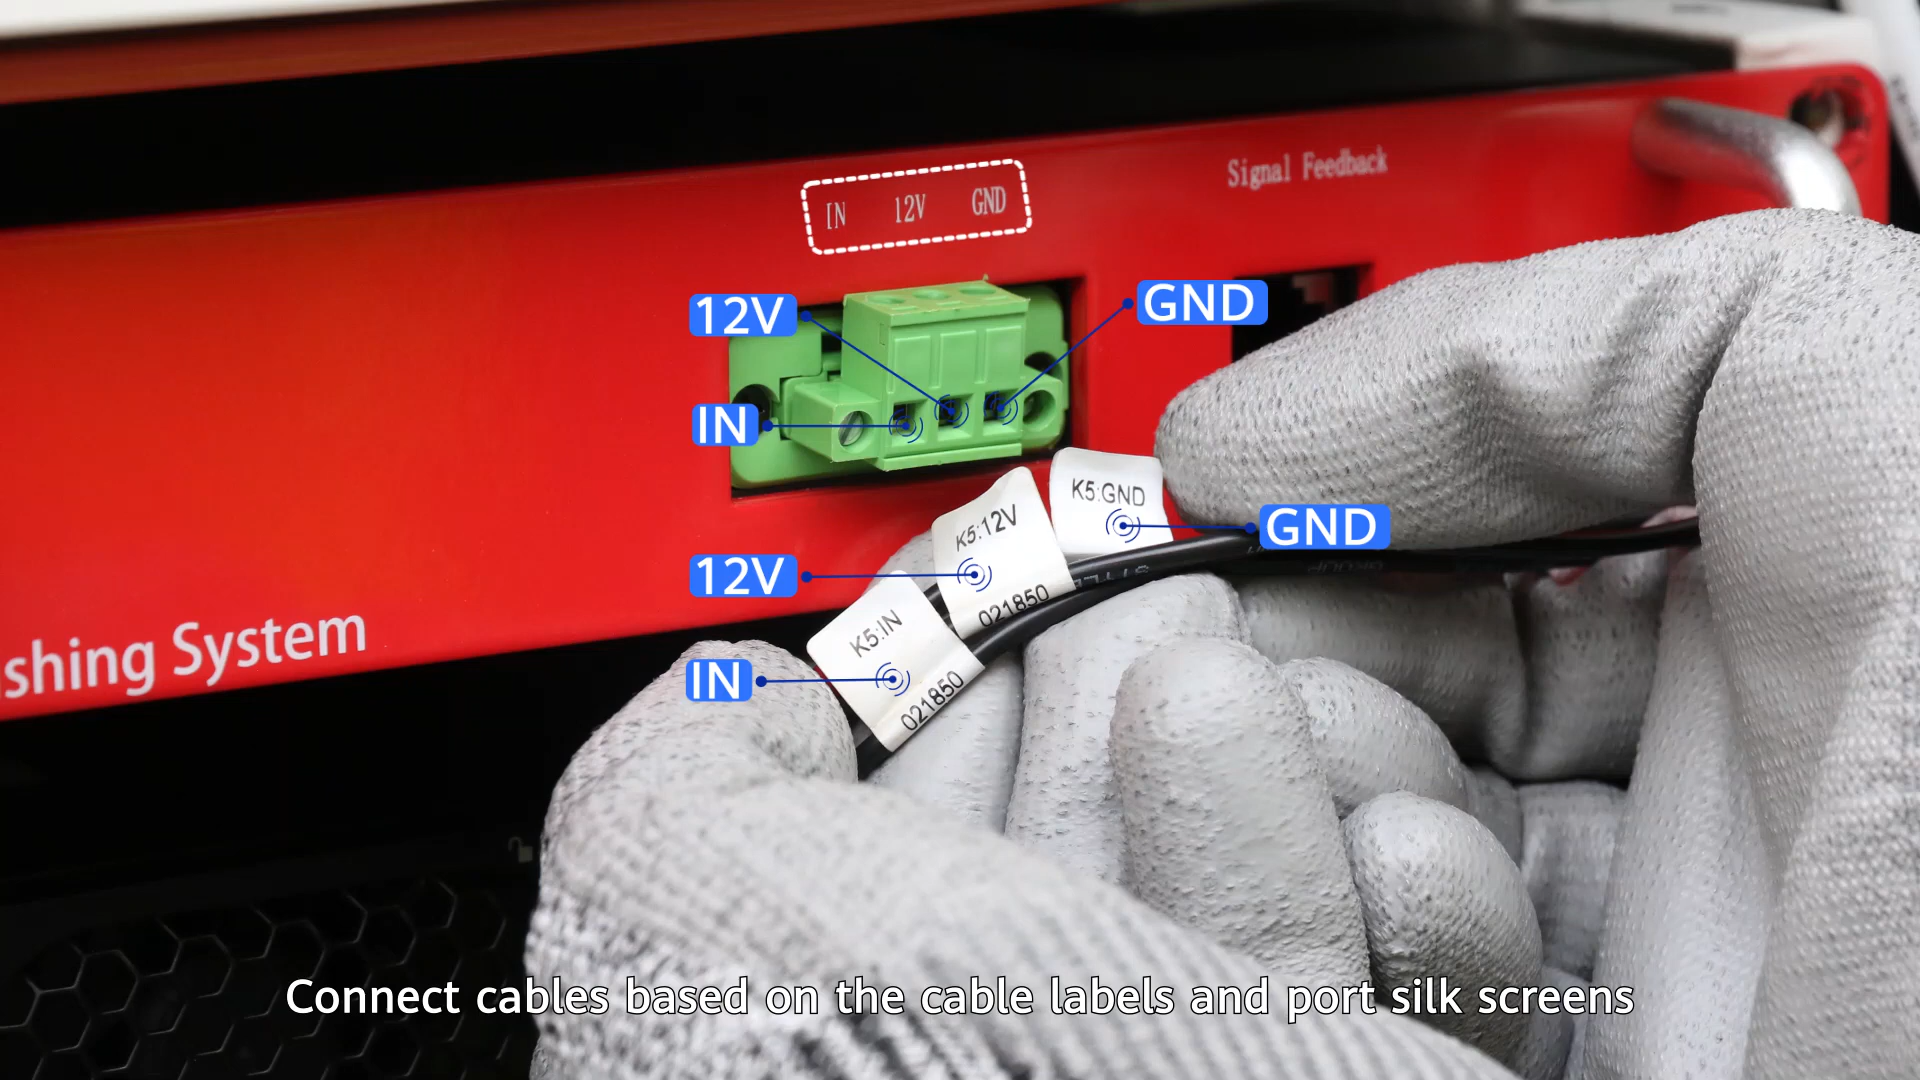 Signal Feedback
IN 12V GND
12V
GND
IN
K5:GND
K5:12V
GND
12V
021850
K5:IN
IN
021850
shing System
Connect cables based on the cable labels and port silk screens